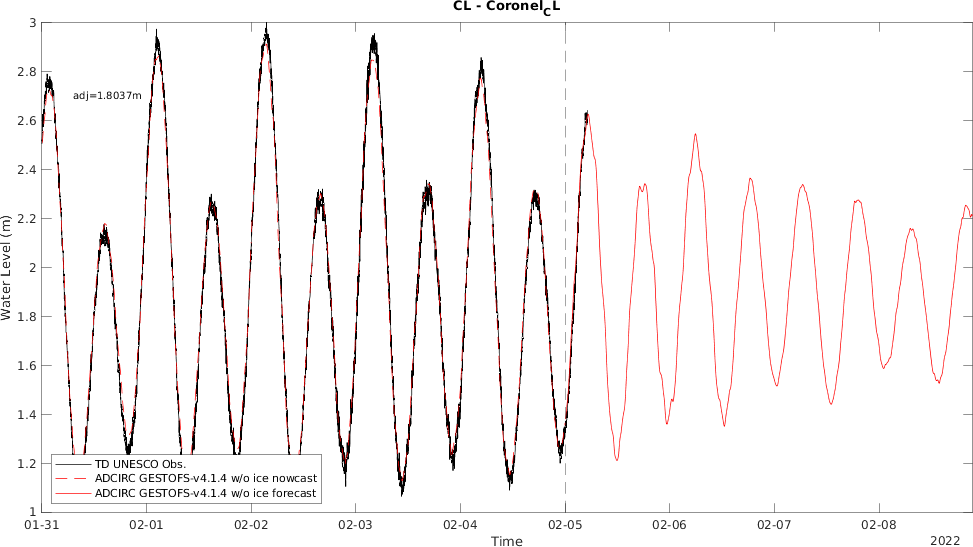 CL - Coronel_CL
3
2.8
2.6
2.4
2.2
2
1.8
1.6
1.4
1.2
1
Water Level (m)
adj=1.8037m
TD UNESCO Obs.
ADCIRC GESTOFS-v4.1.4 w/o ice nowcast
ADCIRC GESTOFS-v4.1.4 w/o ice forecast
01-31 02-01 02-02 02-03 02-04 02-05 02-06 02-07 02-08
Time
2022